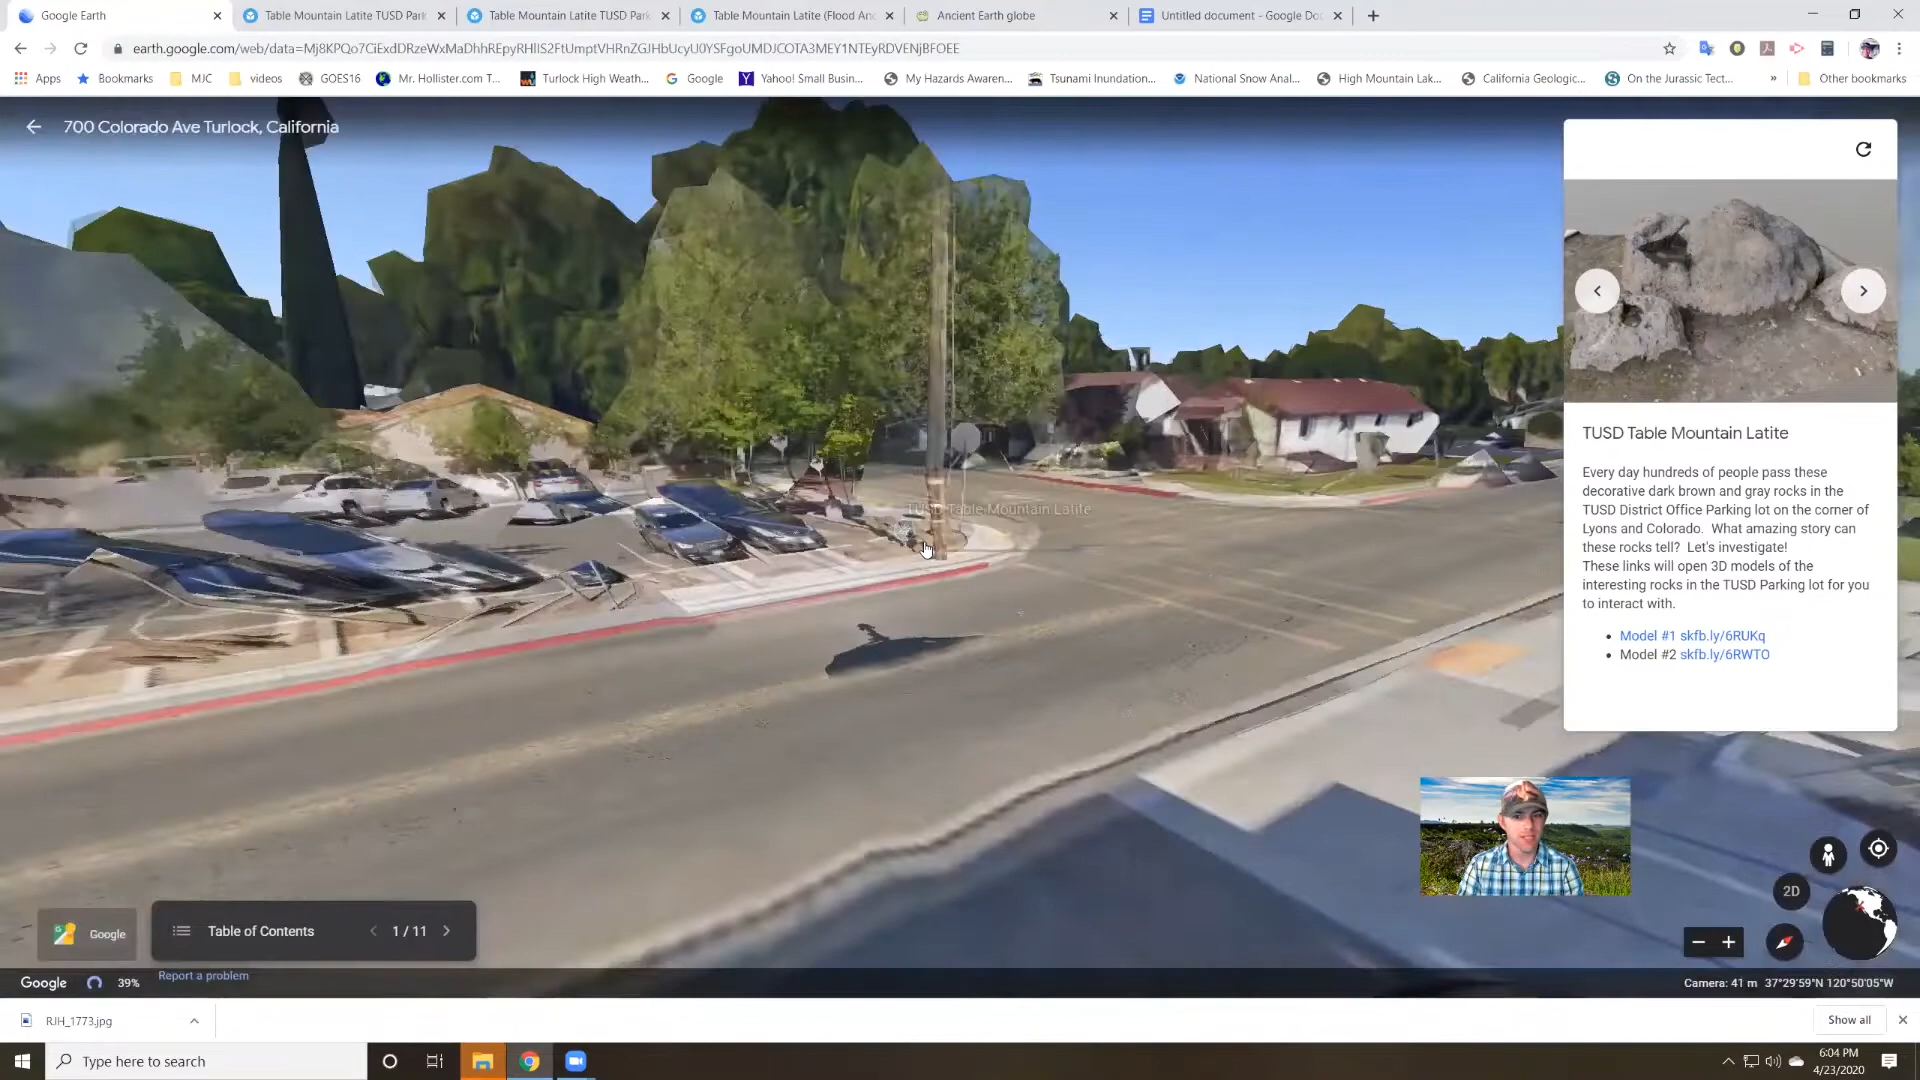 Google Earth
Table Mountain Latite TUSD Park
Table Mountain Latite TUSD Park
Table Mountain Latite (Flood And
Ancient Earth globe
Untitled document - Google Doc
earth.google.com/web/data=Mj8KPQo7CiExdDRzeWxMaDhhREpyRHllS2FtUmptVHRnZGJHbUcyU0YSFgoUMDJCOTA3MEY1NTEyRDVENjBFOEE
Apps
Bookmarks
MJC
videos
GOES16
Mr. Hollister.com T...
Turlock High Weath...
Google
Yahoo! Small Busin...
My Hazards Awaren...
Tsunami Inundation...
National Snow Anal...
High Mountain Lak...
California Geologic...
On the Jurassic Tect...
»
Other bookmarks
700 Colorado Ave Turlock, California
TUSD Table Mountain Latite
TUSD Table Mountain Latite
Every day hundreds of people pass these
decorative dark brown and gray rocks in the
TUSD District Office Parking lot on the corner of
Lyons and Colorado. What amazing story can
these rocks tell? Let's investigate!
These links will open 3D models of the
interesting rocks in the TUSD Parking lot for you
to interact with.
• Model #1 skfb.ly/6RUKq
• Model #2 skfb.ly/6RWTO
2D
Google
Table of Contents
1 / 11
Google
39%
Report a problem
Camera: 41 m 37°29'59"N 120°50'05"W
RJH_1773.jpg
Show all
Type here to search
6:04 PM
4/23/2020